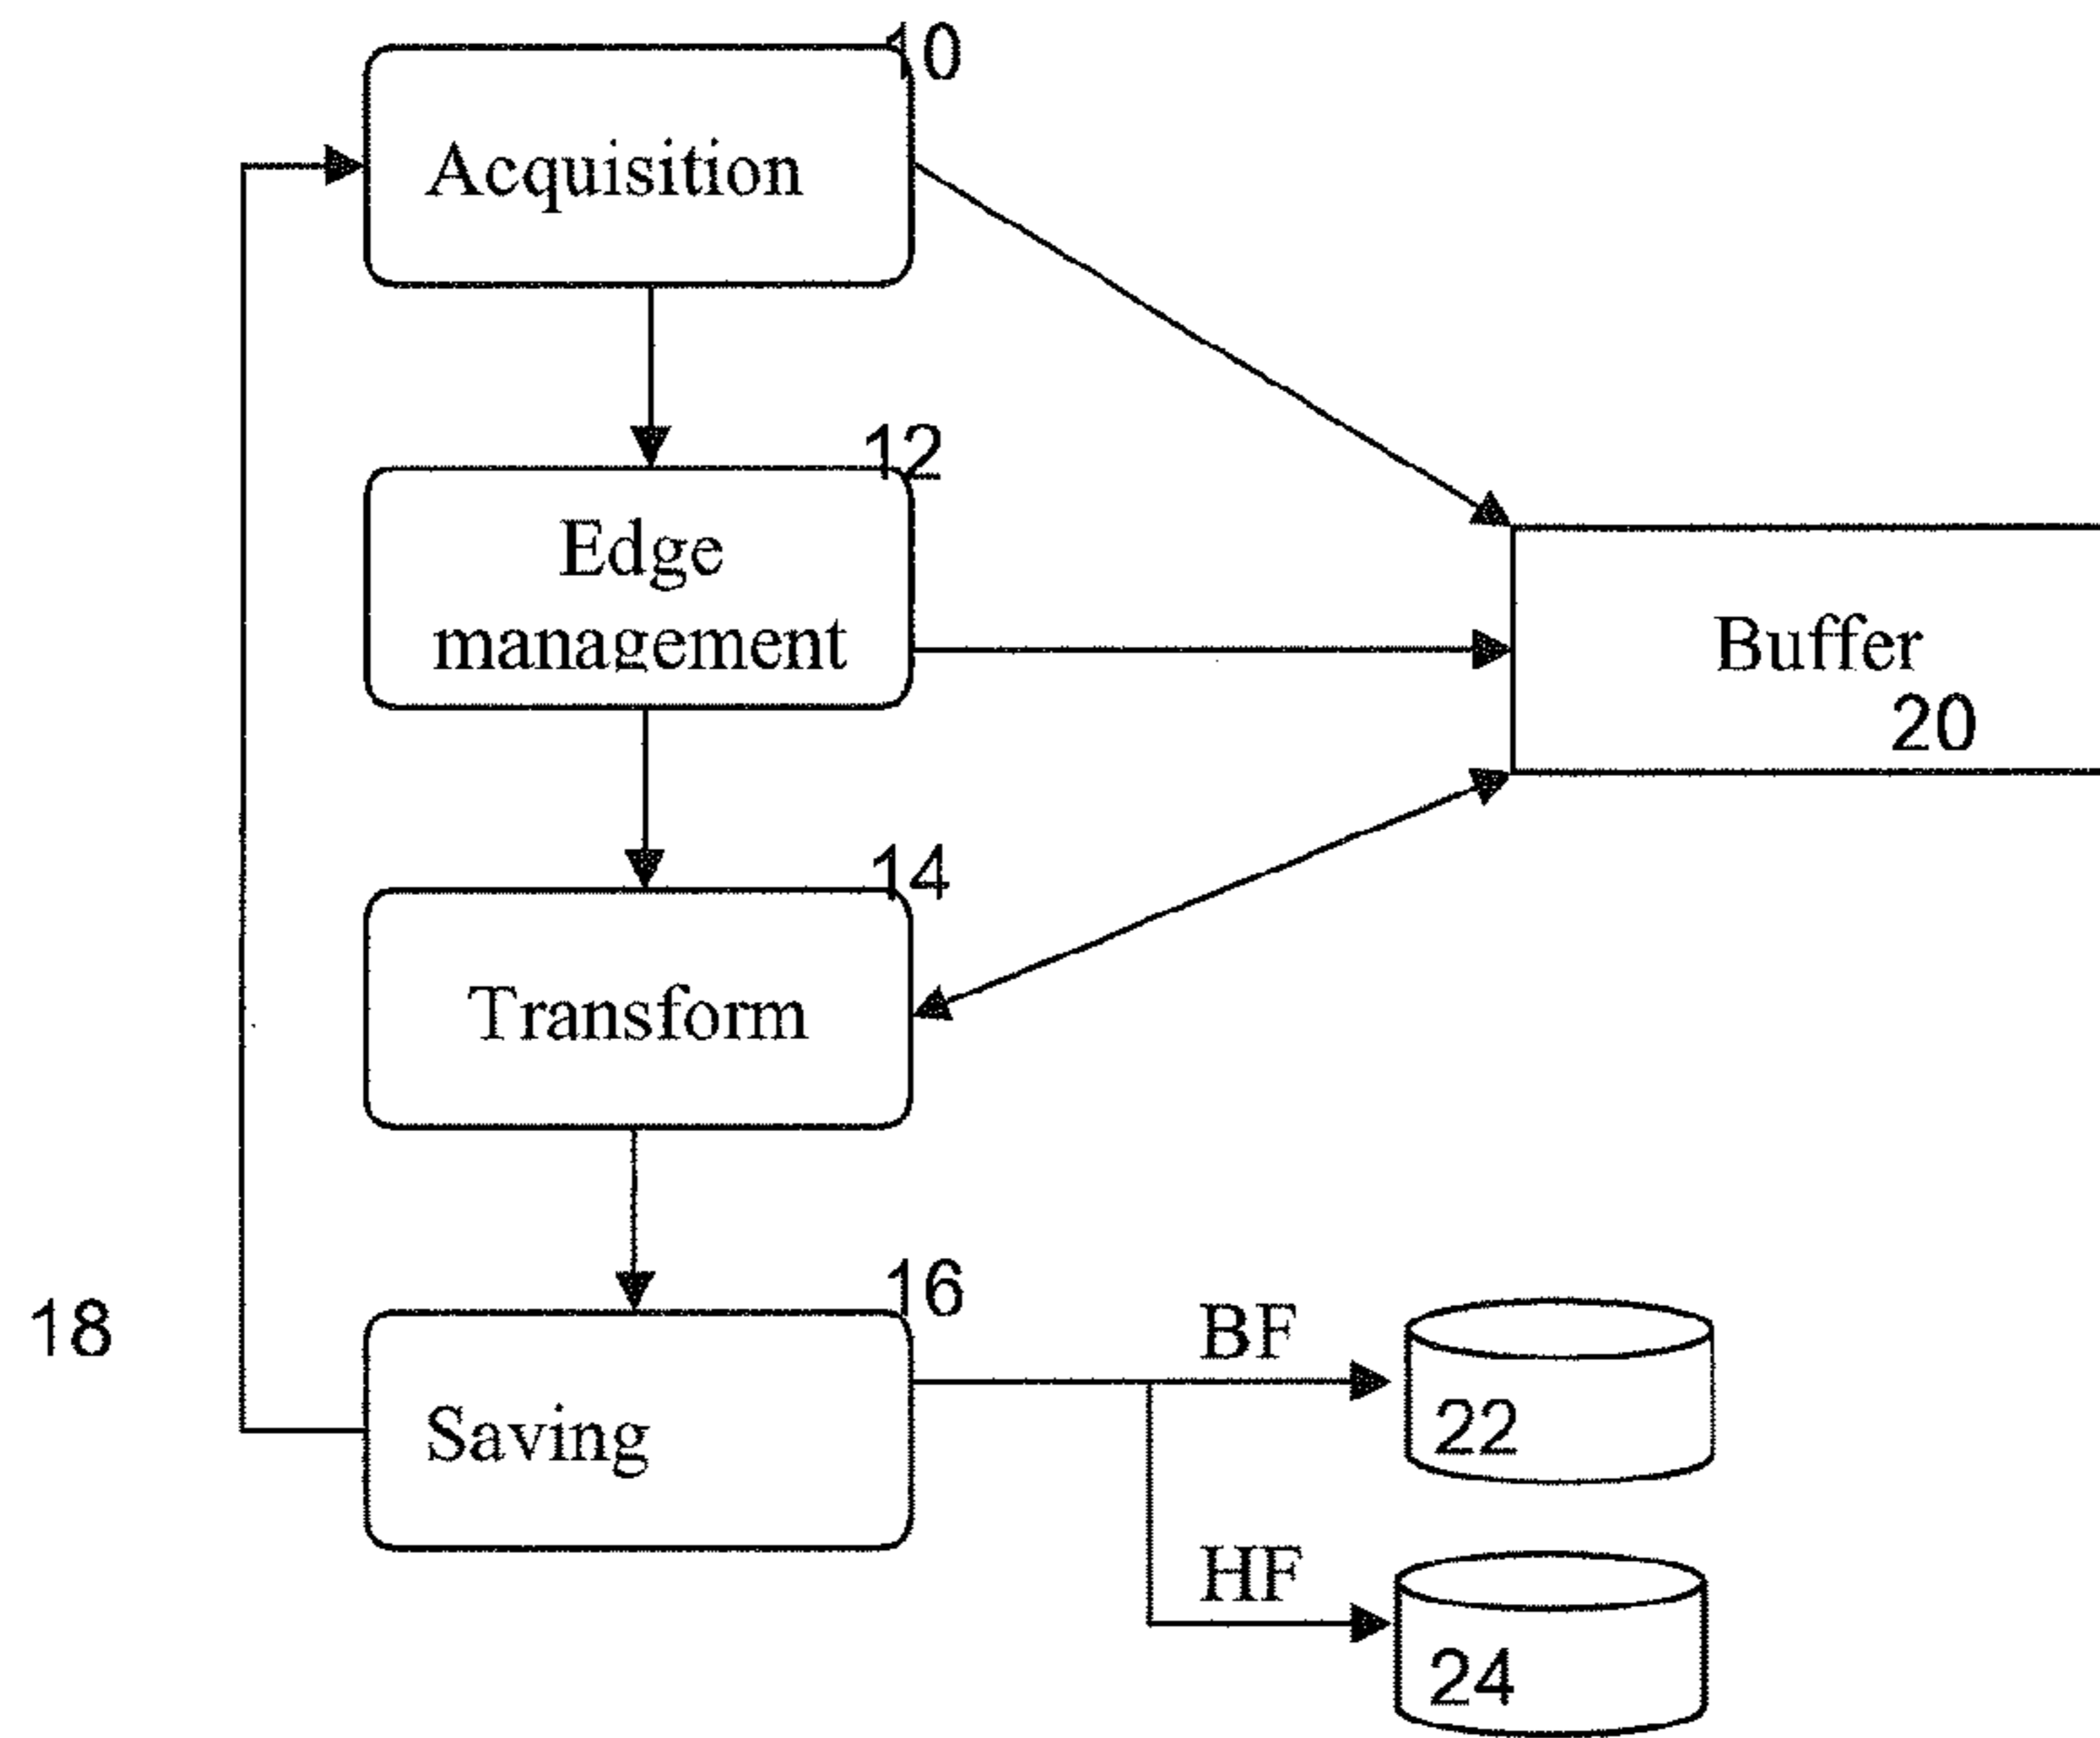 10
Acquisition
12
Edge
management
Buffer
20
14
Transform
16
18
BF
Saving
22
HF
24